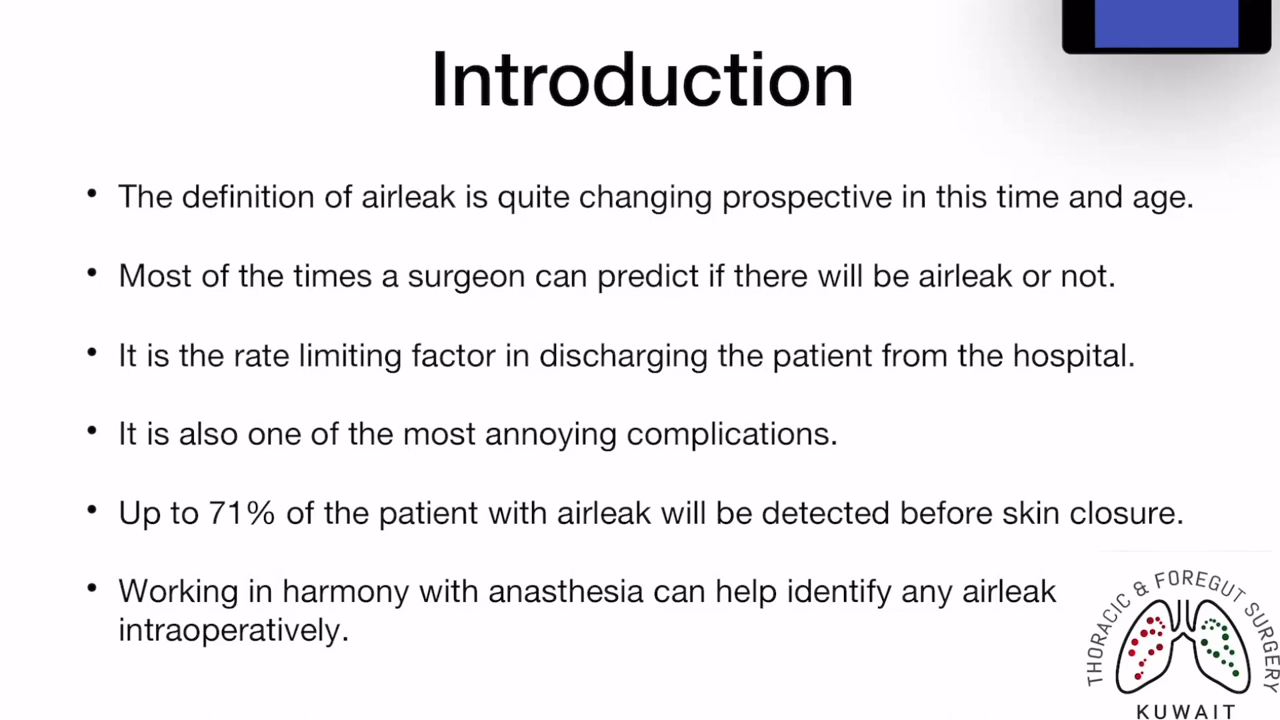 Introduction
• The definition of airleak is quite changing prospective in this time and age.
• Most of the times a surgeon can predict if there will be airleak or not.
• It is the rate limiting factor in discharging the patient from the hospital.
• It is also one of the most annoying complications.
• Up to 71% of the patient with airleak will be detected before skin closure.
• Working in harmony with anasthesia can help identify any airleak
intraoperatively.
THORACIC & FOREGUT SURGERY
KUWAIT